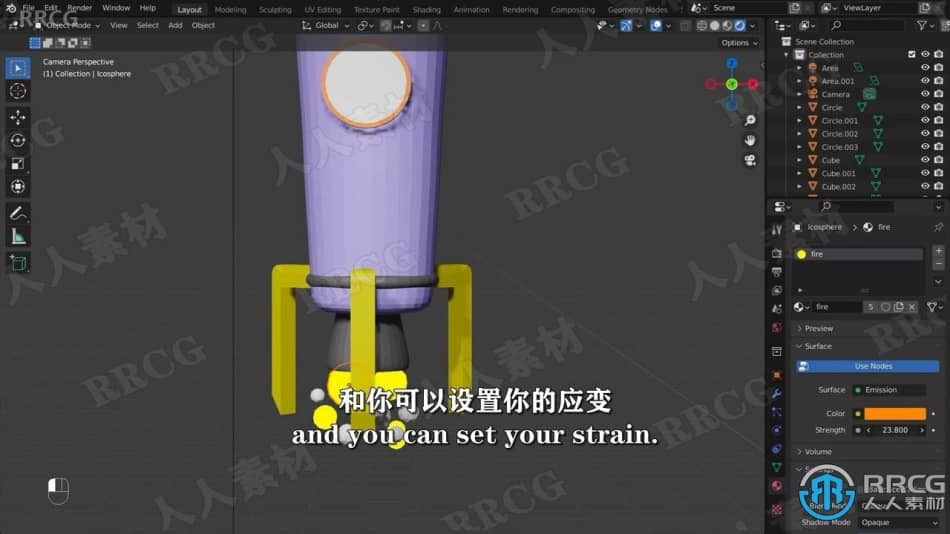 File Edit Render Window Help Layout Modeling Sculpting UV Editing Texture Paint Shading Animation Rendering Compositing Geometry Nodes Scene ViewLayer
Object Mode View Select Add Object Global
Options
Camera Perspective
(1) Collection | Icosphere
Scene Collection
Collection
Area
Area.001
Camera
Circle
Circle.001
Circle.002
Circle.003
Cube
Cube.001
Cube.002
Icosphere > fire
fire
fire 5
Preview
Surface
Use Nodes
Surface Emission
Color
Strength 23.800
Volume
Shadow Mode Opaque
和你可以设置你的应变
and you can set your strain.
RRCG
人人素材